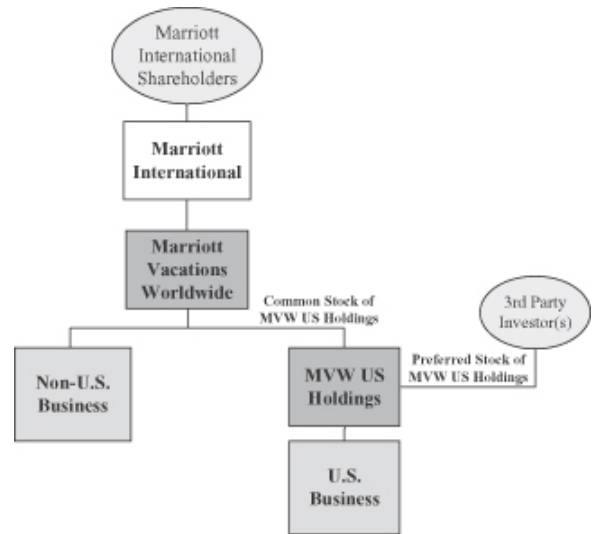 Marriott
International
Shareholders
Marriott
International
Marriott
Vacations
Worldwide
Common Stock of
MVW US Holdings
3rd Party
Investor(s)
Non-U.S.
Business
MVW US
Holdings
Preferred Stock of
MVW US Holdings
U.S.
Business